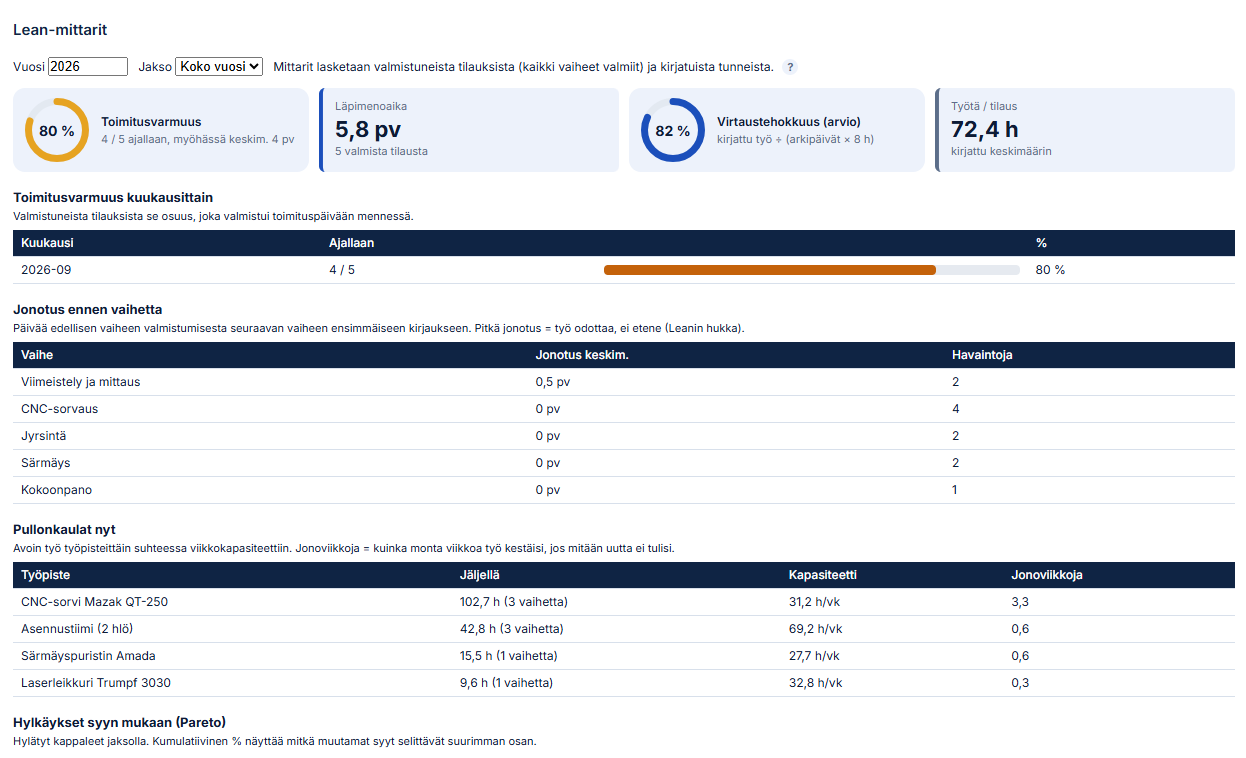 Lean-mittarit
Vuosi 2026 Jakso Koko vuosi Mittarit lasketaan valmistuneista tilauksista (kaikki vaiheet valmiit) ja kirjatuista tunneista. ?
80 % Toimitusvarmuus
4 / 5 ajallaan, myöhässä keskim. 4 pv
Läpimenoaika
5,8 pv
5 valmista tilausta
82 % Virtaustehokkuus (arvio)
kirjattu työ ÷ (arkipäivät × 8 h)
Työtä / tilaus
72,4 h
kirjattu keskimäärin
Toimitusvarmuus kuukausittain
Valmistuneista tilauksista se osuus, joka valmistui toimituspäivään mennessä.
Kuukausi Ajallaan %
2026-09 4 / 5 80 %
Jonotus ennen vaihetta
Päivää edellisen vaiheen valmistumisesta seuraavan vaiheen ensimmäiseen kirjaukseen. Pitkä jonotus = työ odottaa, ei etene (Leanin hukka).
Vaihe Jonotus keskim. Havaintoja
Viimeistely ja mittaus 0,5 pv 2
CNC-sorvaus 0 pv 4
Jyrsintä 0 pv 2
Särmäys 0 pv 2
Kokoonpano 0 pv 1
Pullonkaulat nyt
Avoin työ työpisteittäin suhteessa viikkokapasiteettiin. Jonoviikkoja = kuinka monta viikkoa työ kestäisi, jos mitään uutta ei tulisi.
Työpiste Jäljellä Kapasiteetti Jonoviikkoja
CNC-sorvi Mazak QT-250 102,7 h (3 vaihetta) 31,2 h/vk 3,3
Asennustiimi (2 hlö) 42,8 h (3 vaihetta) 69,2 h/vk 0,6
Särmäyspuristin Amada 15,5 h (1 vaihetta) 27,7 h/vk 0,6
Laserleikkuri Trumpf 3030 9,6 h (1 vaihetta) 32,8 h/vk 0,3
Hylkäykset syyn mukaan (Pareto)
Hylätyt kappaleet jaksolla. Kumulatiivinen % näyttää mitkä muutamat syyt selittävät suurimman osan.